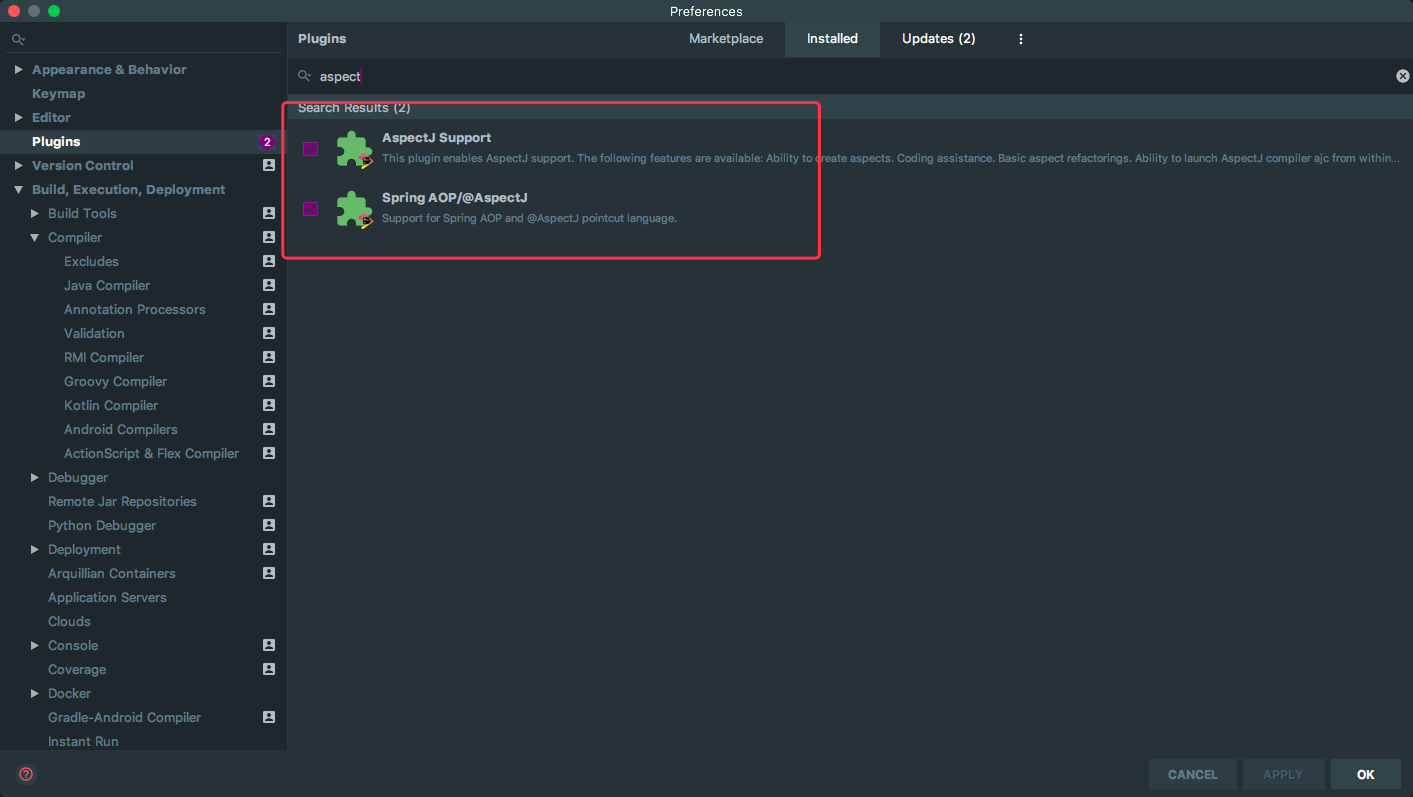 Preferences
Plugins
Marketplace
Installed
Updates (2)
aspect
Search Results (2)
AspectJ Support
This plugin enables AspectJ support. The following features are available: Ability to create aspects. Coding assistance. Basic aspect refactorings. Ability to launch AspectJ compiler ajc from within...
Spring AOP/@AspectJ
Support for Spring AOP and @AspectJ pointcut language.
Appearance & Behavior
Keymap
Editor
Plugins 2
Version Control
Build, Execution, Deployment
Build Tools
Compiler
Excludes
Java Compiler
Annotation Processors
Validation
RMI Compiler
Groovy Compiler
Kotlin Compiler
Android Compilers
ActionScript & Flex Compiler
Debugger
Remote Jar Repositories
Python Debugger
Deployment
Arquillian Containers
Application Servers
Clouds
Console
Coverage
Docker
Gradle-Android Compiler
Instant Run
?
CANCEL
APPLY
OK